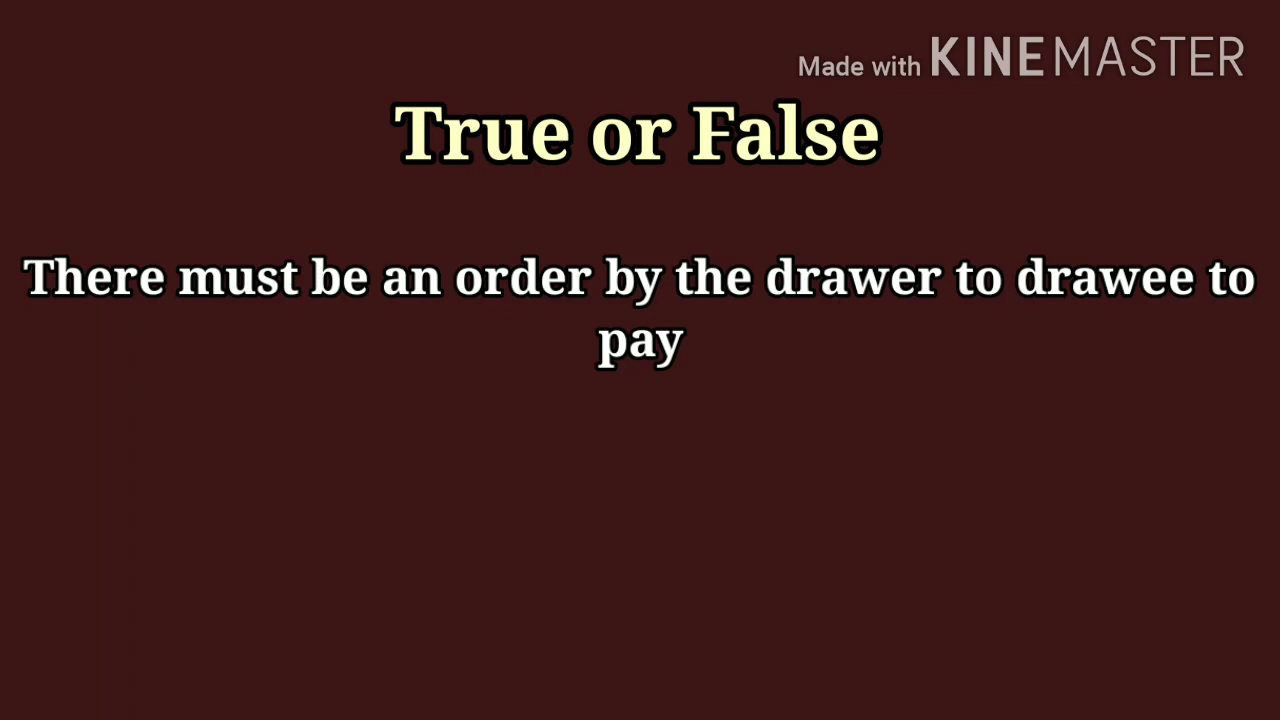 Made with KINEMASTER
True or False
There must be an order by the drawer to drawee to
pay